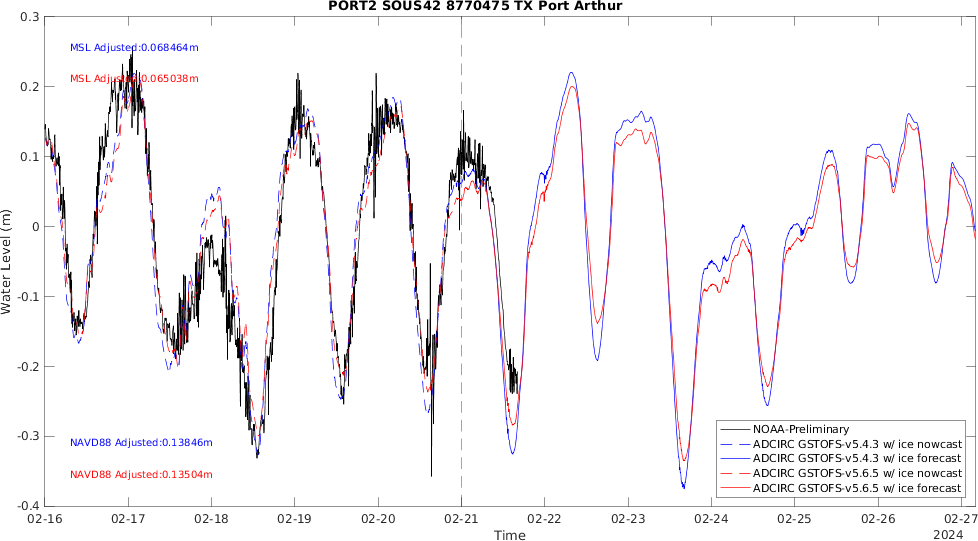 PORT2 SOUS42 8770475 TX Port Arthur
0.3
0.2
0.1
0
-0.1
-0.2
-0.3
-0.4
Water Level (m)
MSL Adjusted:0.068464m
MSL Adjusted:0.065038m
NAVD88 Adjusted:0.13846m
NAVD88 Adjusted:0.13504m
NOAA-Preliminary
ADCIRC GSTOFS-v5.4.3 w/ ice nowcast
ADCIRC GSTOFS-v5.4.3 w/ ice forecast
ADCIRC GSTOFS-v5.6.5 w/ ice nowcast
ADCIRC GSTOFS-v5.6.5 w/ ice forecast
02-16 02-17 02-18 02-19 02-20 02-21 02-22 02-23 02-24 02-25 02-26 02-27
Time
2024